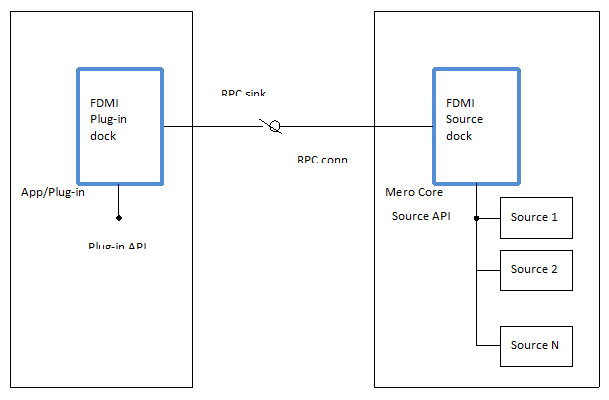 RPC sink
FDMI
Plug-in
dock
FDMI
Source
dock
RPC conn
App/Plug-in
Mero Core
Source API
Source 1
Plug-in API
Source 2
Source N